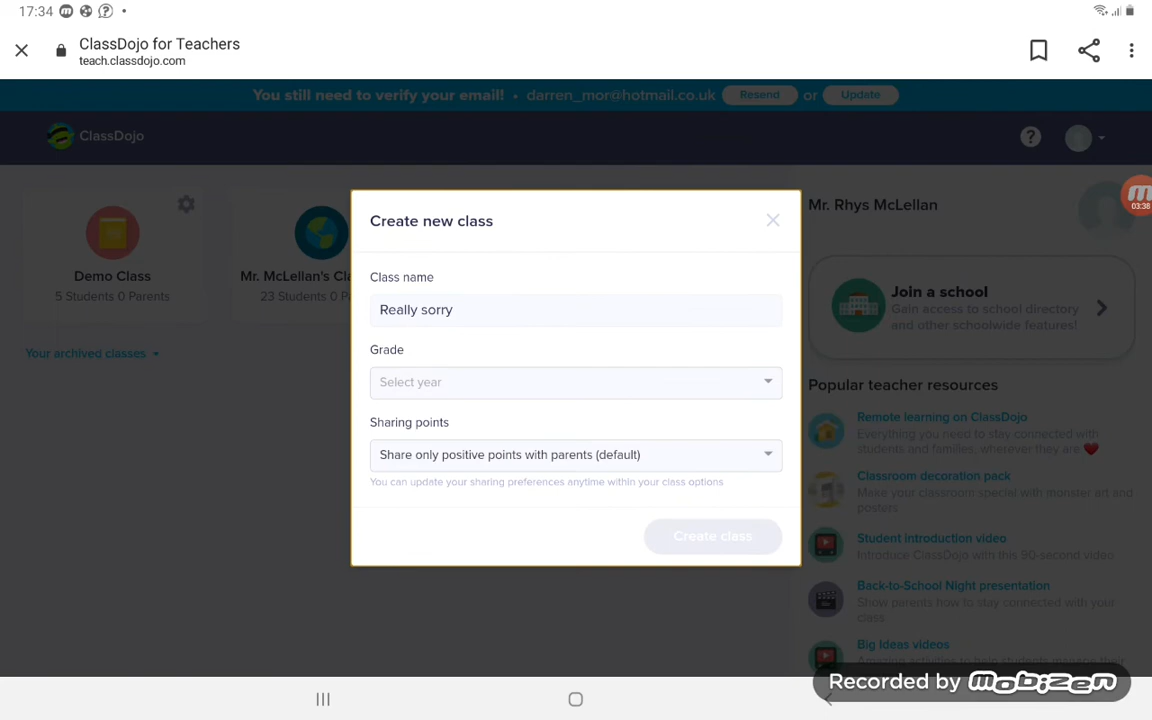 17:34
ClassDojo for Teachers
teach.classdojo.com
You still need to verify your email! • darren_mor@hotmail.co.uk Resend or Update
ClassDojo
?
03:38
Create new class
Mr. Rhys McLellan
Class name
Demo Class
Mr. McLellan's Cla
5 Students 0 Parents
23 Students 0 P
Really sorry
Join a school
Gain access to school directory
and other schoolwide features!
Grade
Your archived classes
Select year
Popular teacher resources
Sharing points
Remote learning on ClassDojo
Everything you need to stay connected with
students and families, wherever they are
Share only positive points with parents (default)
You can update your sharing preferences anytime within your class options
Classroom decoration pack
Make your classroom special with monster art and
posters
Create class
Student introduction video
Introduce ClassDojo with this 90-second video
Back-to-School Night presentation
Show parents how to stay connected with your
class
Big Ideas videos
Amazing activities to help students manage their
Recorded by mobizen